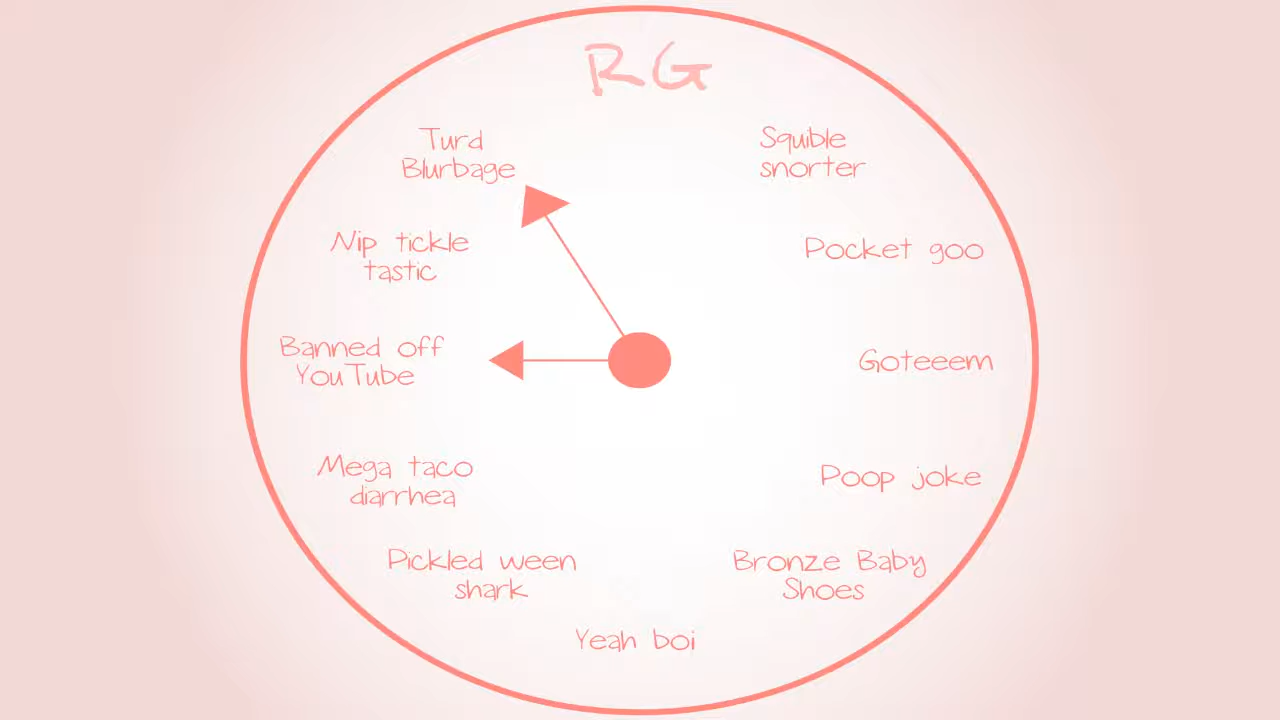 RG
Turd
Blurbage
Squible
snorter
Nip tickle
tastic
Pocket goo
Banned off
YouTube
Goteeem
Mega taco
diarrhea
Poop joke
Pickled ween
shark
Bronze Baby
Shoes
Yeah boi